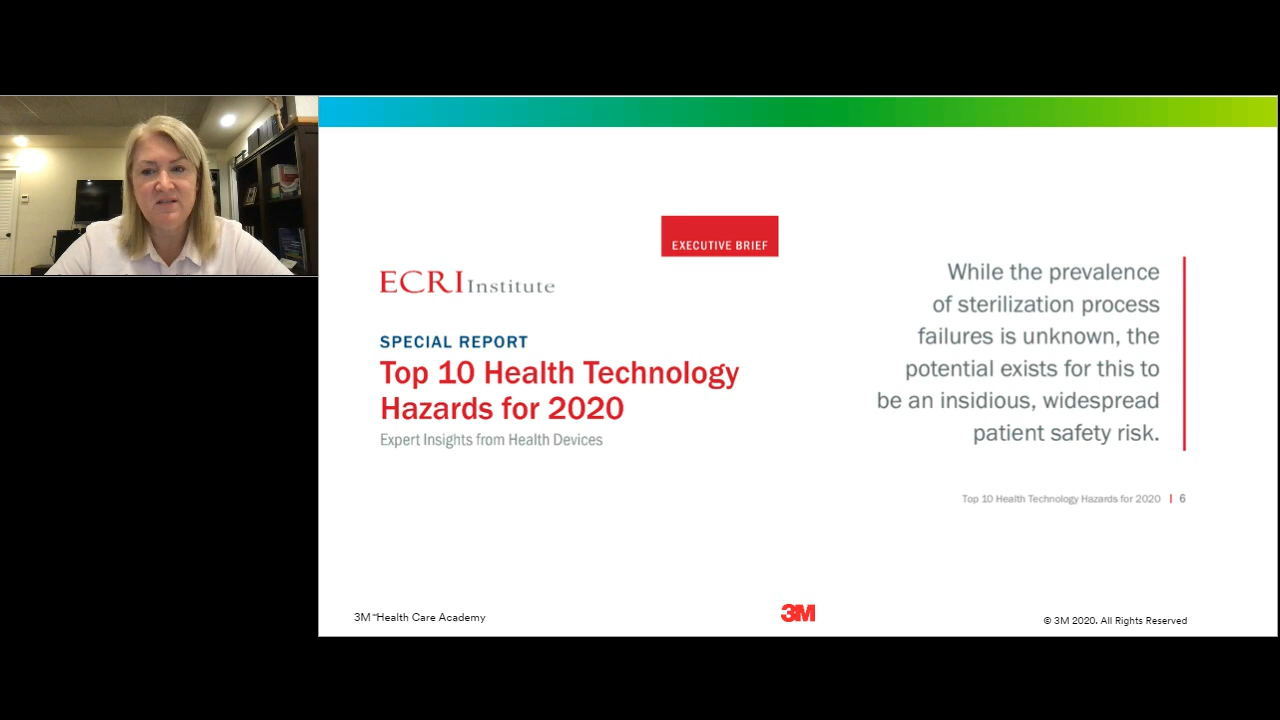 EXECUTIVE BRIEF
ECRI Institute
SPECIAL REPORT
Top 10 Health Technology
Hazards for 2020
Expert Insights from Health Devices
While the prevalence
of sterilization process
failures is unknown, the
potential exists for this to
be an insidious, widespread
patient safety risk.
Top 10 Health Technology Hazards for 2020 | 6
3M™Health Care Academy
3M
© 3M 2020. All Rights Reserved